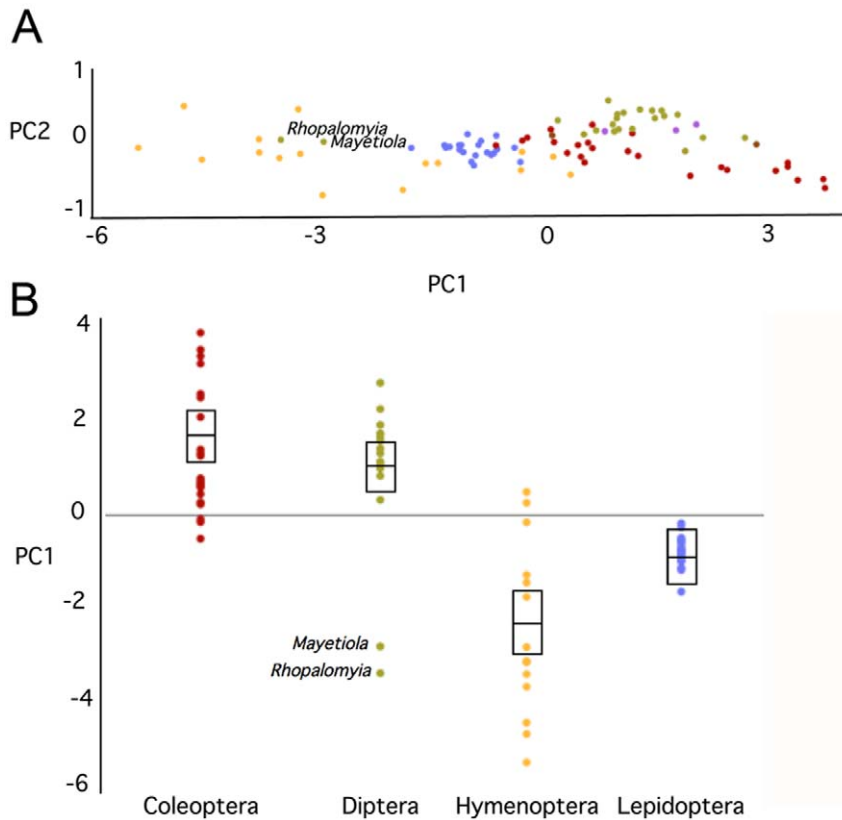 A
1
PC2
0
-1
Rhopalomyia
Mayetiola
-6 -3 0 3
PC1
B
4
2
0
PC1
-2
-4
-6
Mayetiola
Rhopalomyia
Coleoptera Diptera Hymenoptera Lepidoptera